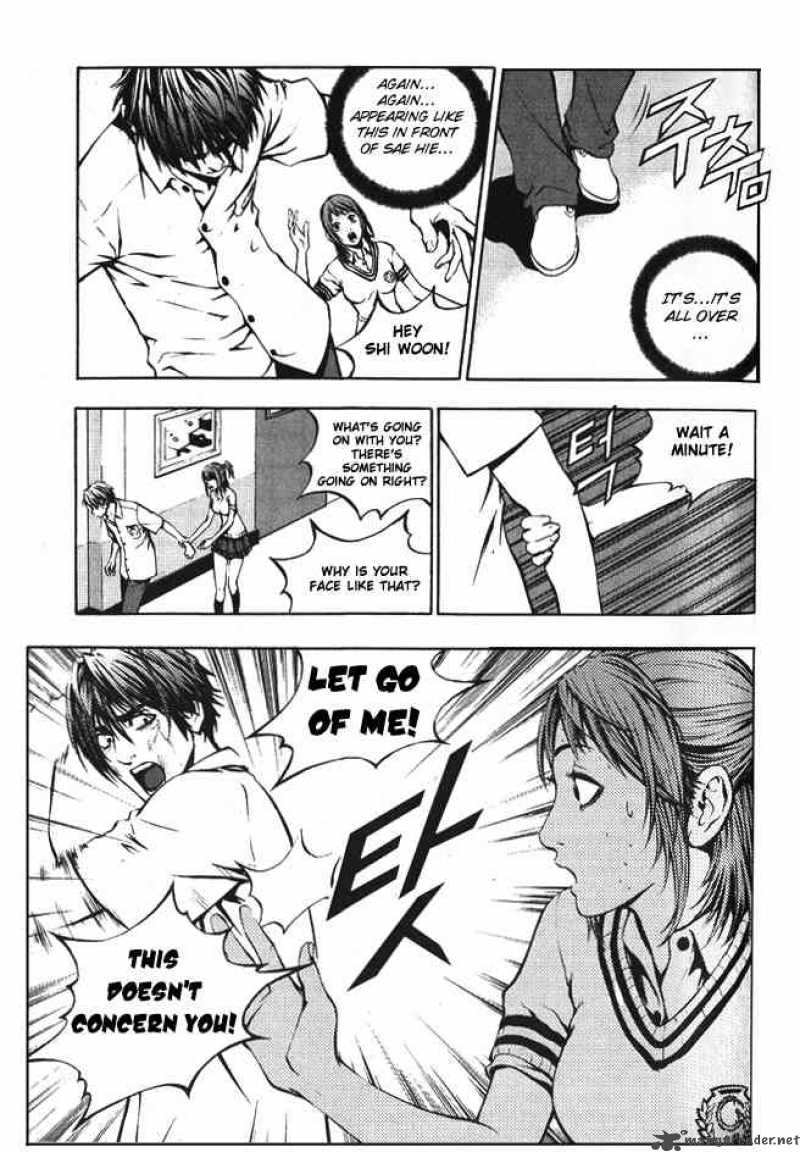 AGAIN...
AGAIN...
APPEARING LIKE
THIS IN FRONT
OF SAE HIE...
HEY
SHI WOON!
주춤
IT'S...IT'S
ALL OVER
...
WHAT'S GOING
ON WITH YOU?
THERE'S
SOMETHING
GOING ON RIGHT?
WHY IS YOUR
FACE LIKE THAT?
턱
WAIT A
MINUTE!
LET GO
OF ME!
탓
THIS
DOESN'T
CONCERN YOU!